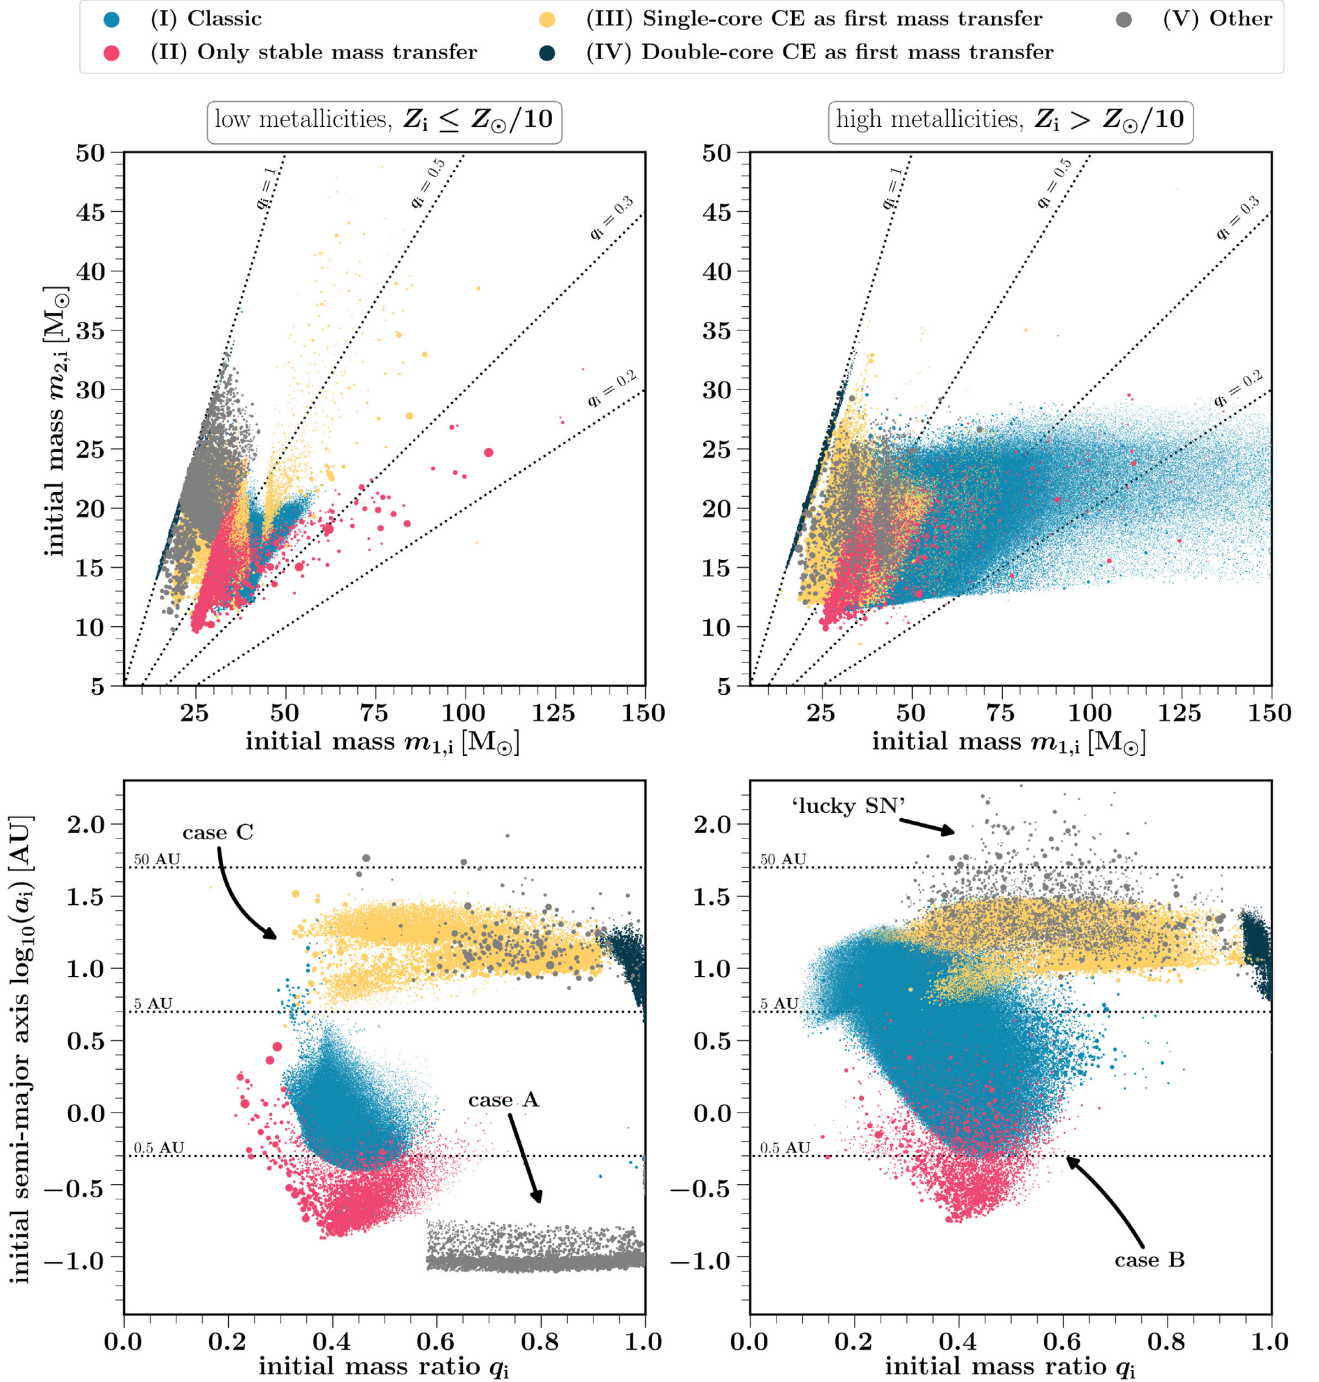 (I) Classic
(III) Single-core CE as first mass transfer
(V) Other
(II) Only stable mass transfer
(IV) Double-core CE as first mass transfer
low metallicities, Zᵢ ≤ Z⊙/10
high metallicities, Zᵢ > Z⊙/10
50
45
40
35
30
25
20
15
10
5
initial mass m₂,ᵢ [M⊙]
qᵢ = 1
qᵢ = 0.5
qᵢ = 0.3
qᵢ = 0.2
25
50
75
100
125
150
initial mass m₁,ᵢ [M⊙]
50
45
40
35
30
25
20
15
10
5
qᵢ = 1
qᵢ = 0.5
qᵢ = 0.3
qᵢ = 0.2
25
50
75
100
125
150
initial mass m₁,ᵢ [M⊙]
initial semi-major axis log₁₀(aᵢ) [AU]
2.0
1.5
1.0
0.5
0.0
−0.5
−1.0
case C
50 AU
5 AU
case A
0.5 AU
0.0
0.2
0.4
0.6
0.8
1.0
initial mass ratio qᵢ
2.0
1.5
1.0
0.5
0.0
−0.5
−1.0
‘lucky SN’
50 AU
5 AU
0.5 AU
case B
0.0
0.2
0.4
0.6
0.8
1.0
initial mass ratio qᵢ